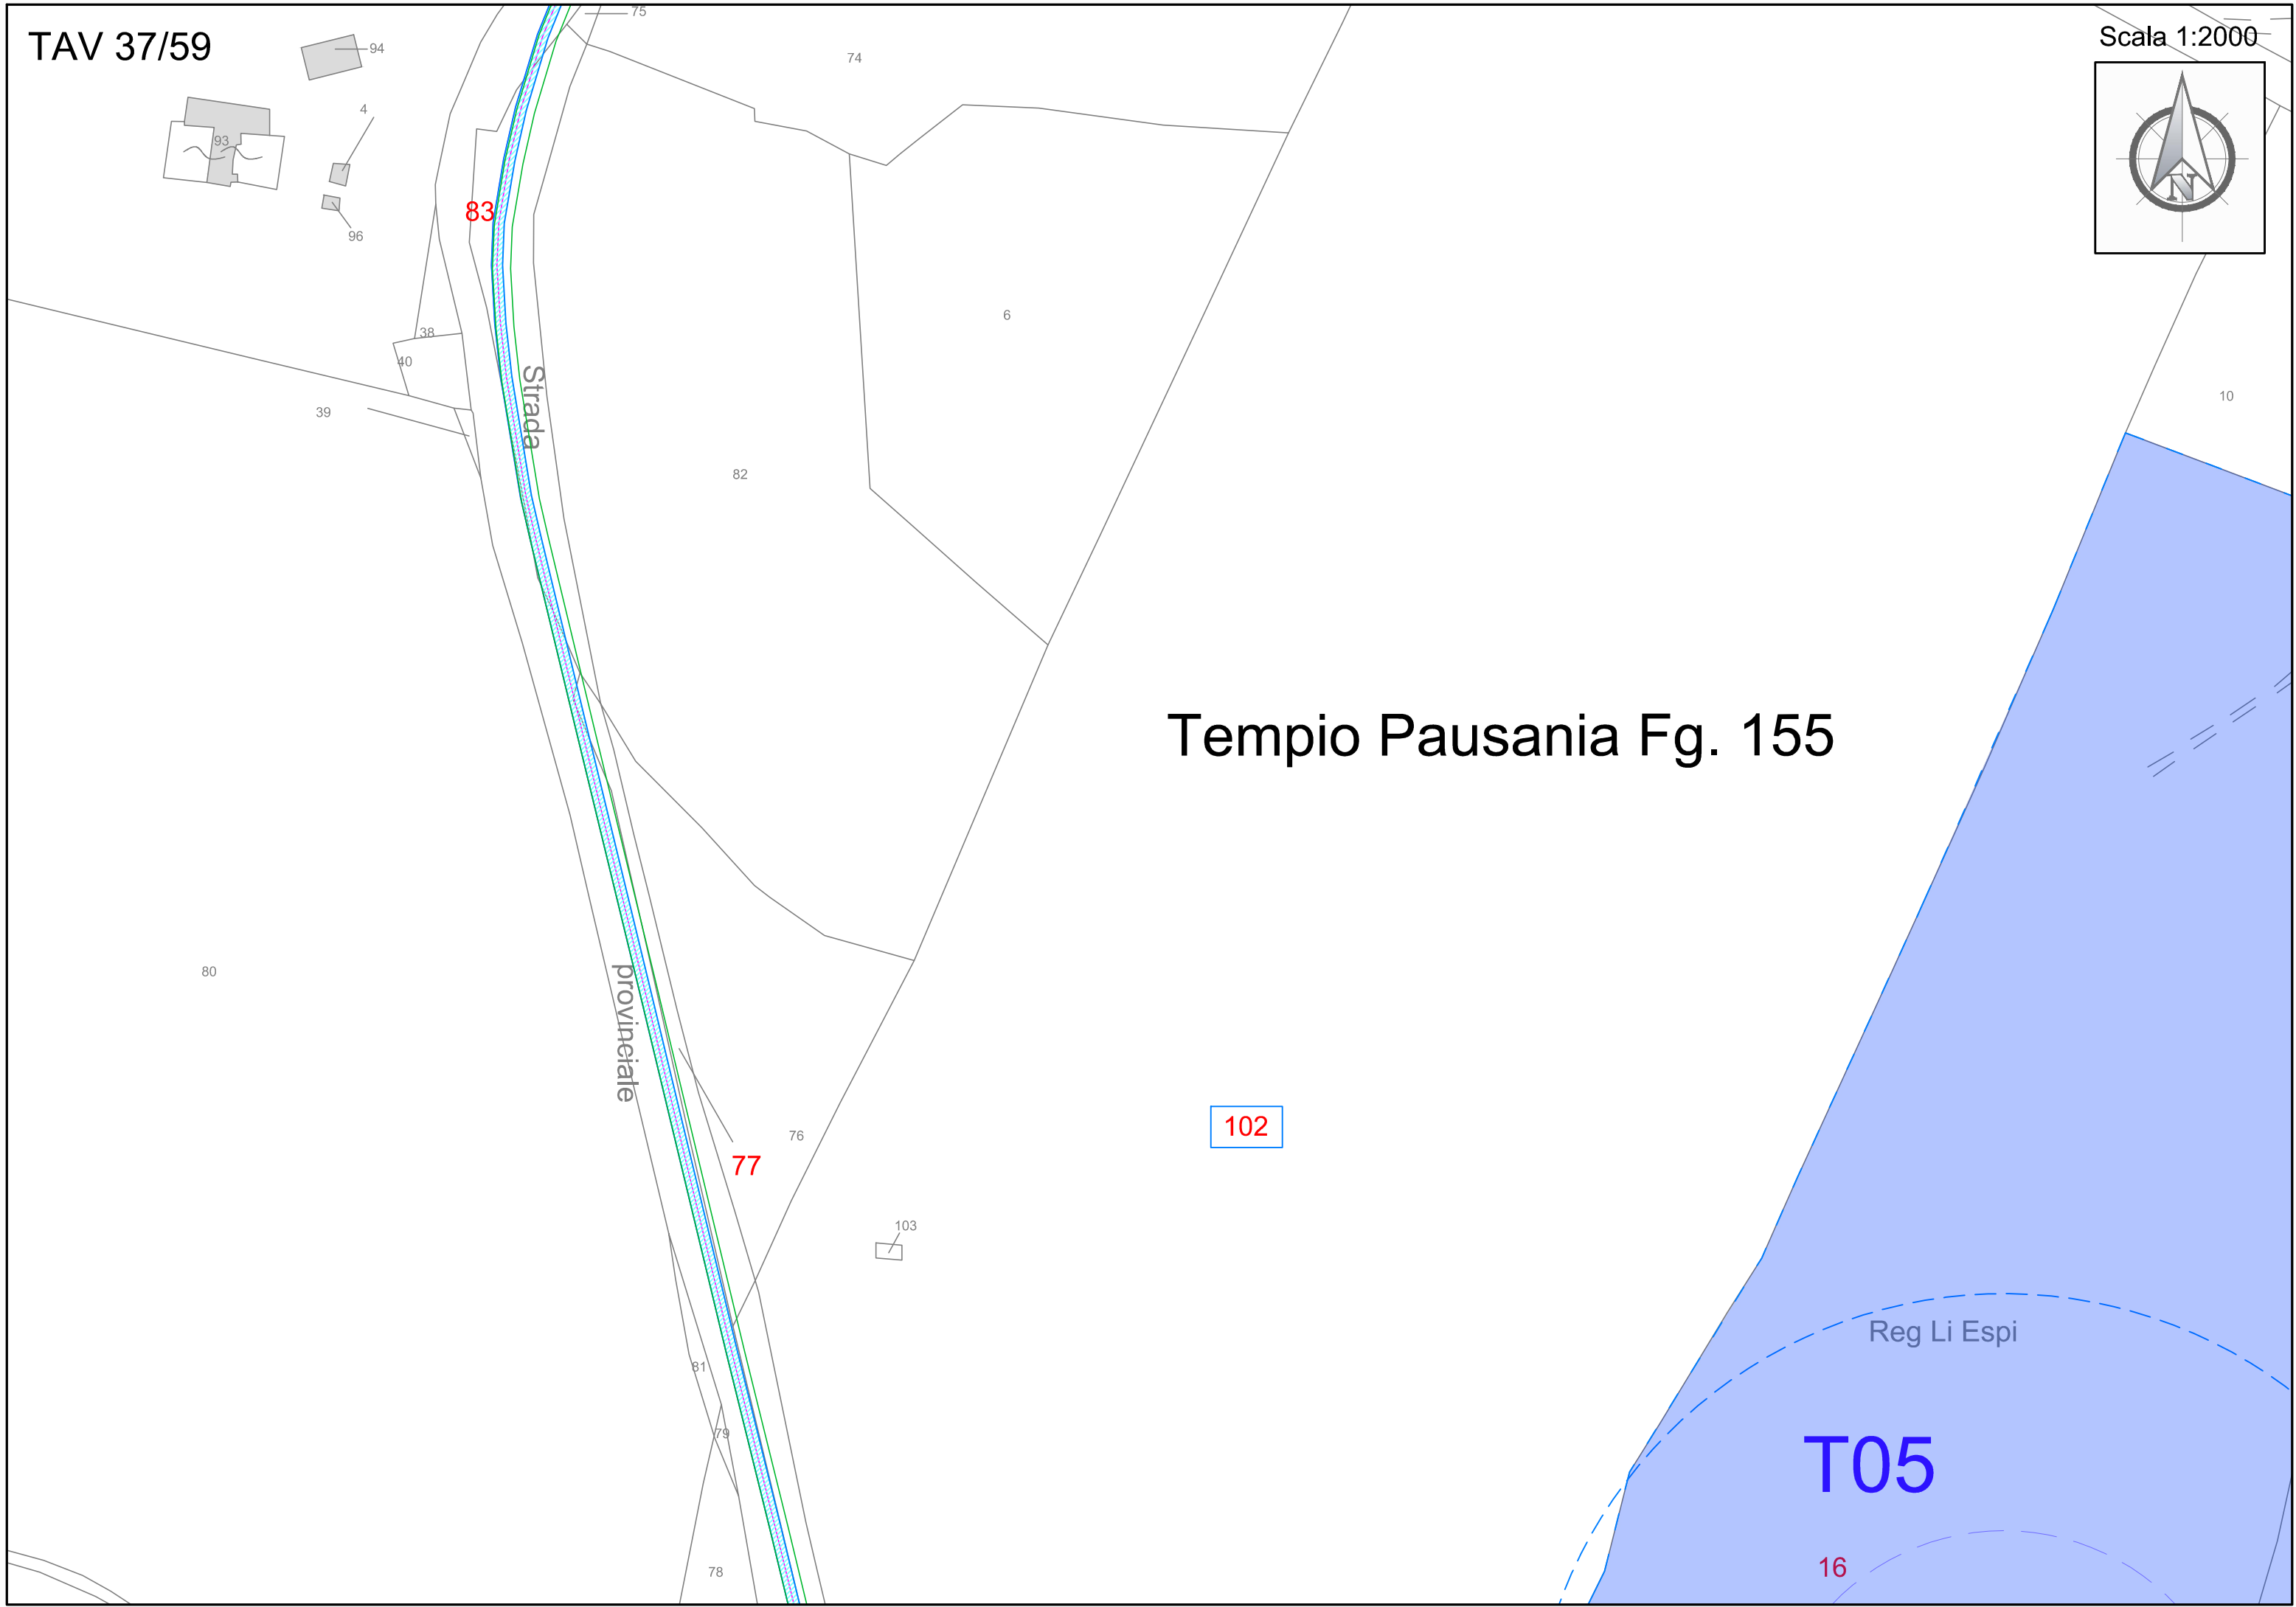 TAV 37/59
Scala 1:2000
75
94
74
4
93
83
96
N
6
38
40
10
39
Strada
82
Tempio Pausania Fg. 155
80
provinciale
102
76
77
103
Reg Li Espi
81
79
T05
16
78